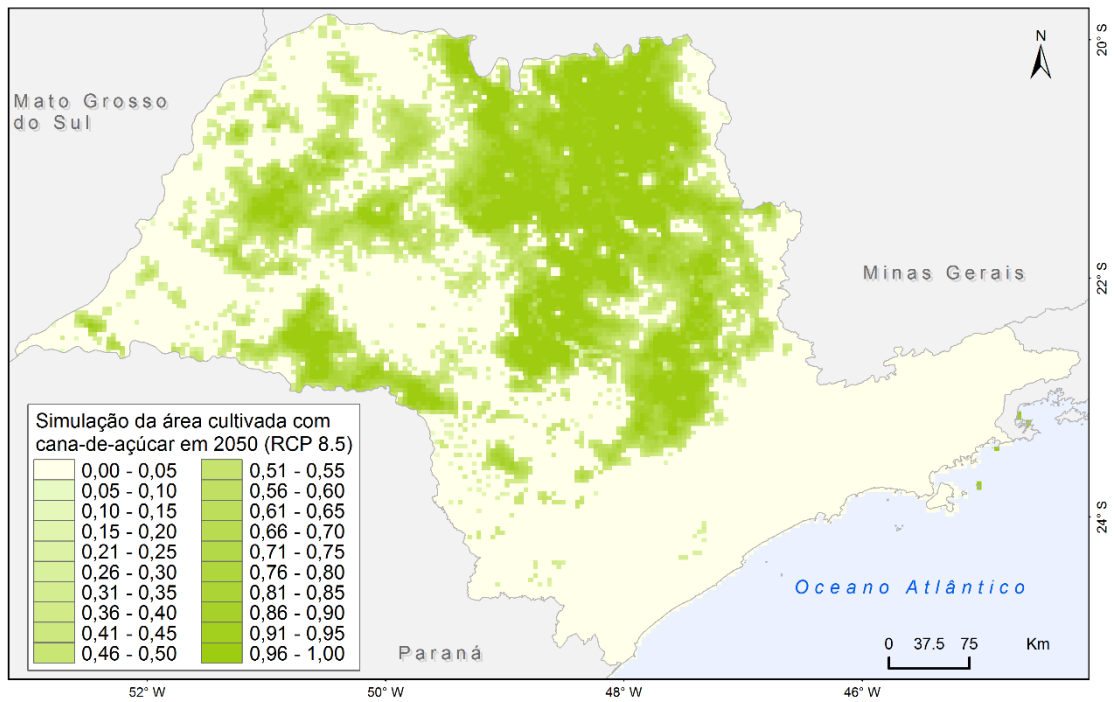 20° S
N
Mato Grosso
do Sul
Minas Gerais
22° S
Simulação da área cultivada com
cana-de-açúcar em 2050 (RCP 8.5)
0,00 - 0,05
0,05 - 0,10
0,10 - 0,15
0,15 - 0,20
0,21 - 0,25
0,26 - 0,30
0,31 - 0,35
0,36 - 0,40
0,41 - 0,45
0,46 - 0,50
0,51 - 0,55
0,56 - 0,60
0,61 - 0,65
0,66 - 0,70
0,71 - 0,75
0,76 - 0,80
0,81 - 0,85
0,86 - 0,90
0,91 - 0,95
0,96 - 1,00
24° S
Oceano Atlântico
Paraná
0 37.5 75 Km
52° W 50° W 48° W 46° W